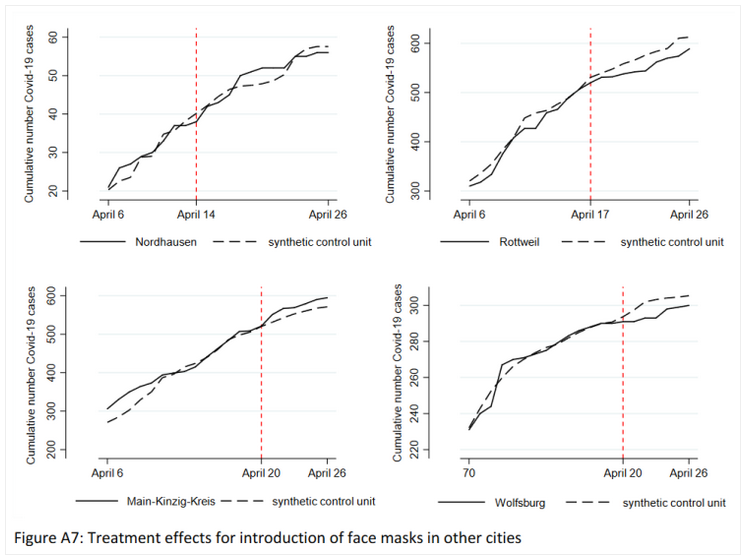 Cumulative number Covid-19 cases
60
50
40
30
20
April 6 April 14 April 26
Nordhausen synthetic control unit
Cumulative number Covid-19 cases
600
500
400
300
April 6 April 17 April 26
Rottweil synthetic control unit
Cumulative number Covid-19 cases
600
500
400
300
200
April 6 April 20 April 26
Main-Kinzig-Kreis synthetic control unit
Cumulative number Covid-19 cases
300
280
260
240
220
70 April 20 April 26
Wolfsburg synthetic control unit
Figure A7: Treatment effects for introduction of face masks in other cities